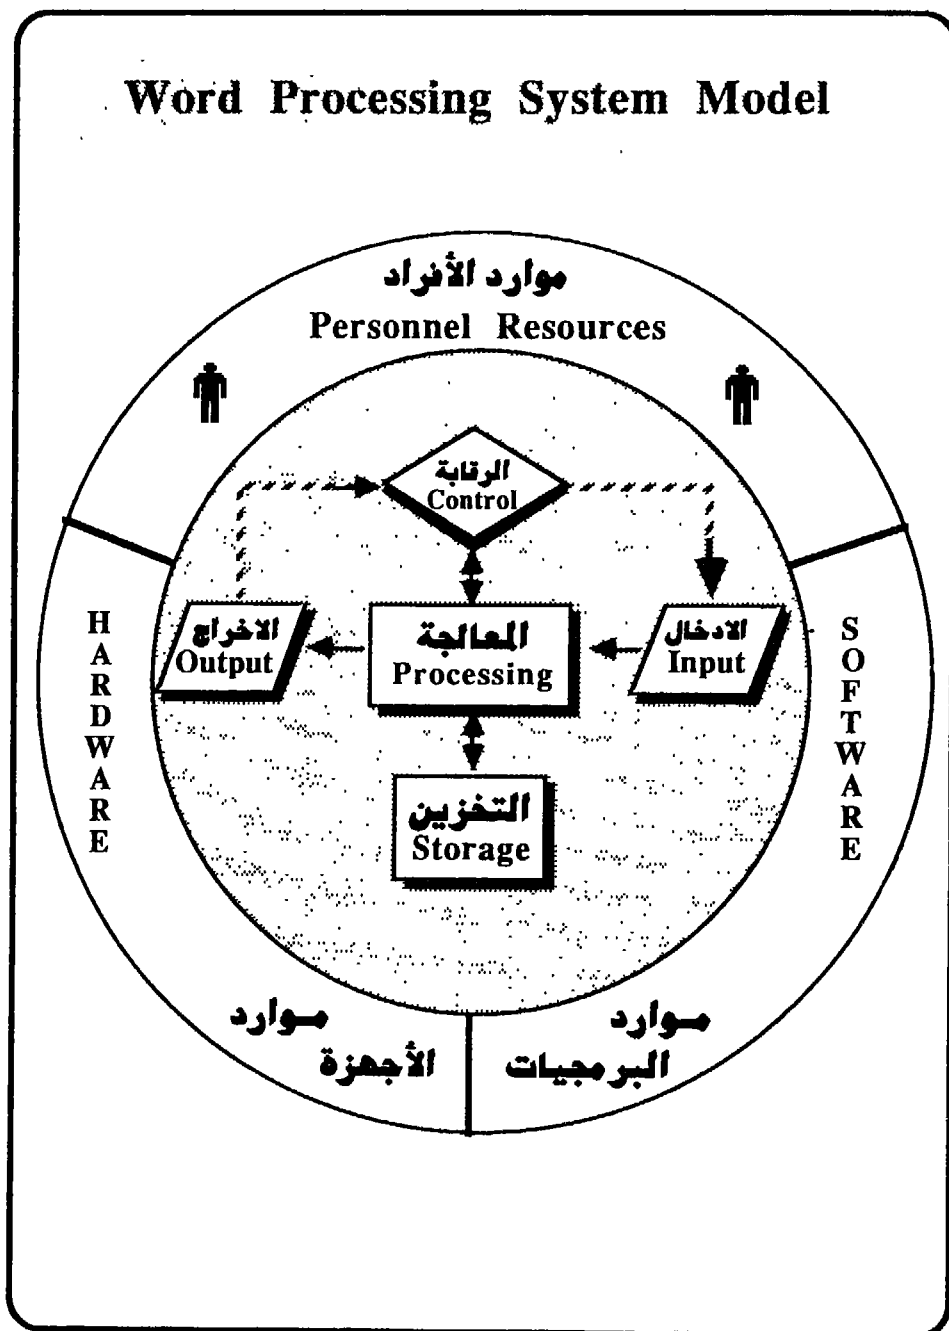 Word Processing System Model
موارد الأفراد
Personnel Resources
الرقابة
Control
الاخراج
Output
المعالجة
Processing
الادخال
Input
التخزين
Storage
HARDWARE
SOFTWARE
موارد
الأجهزة
موارد
البرمجيات